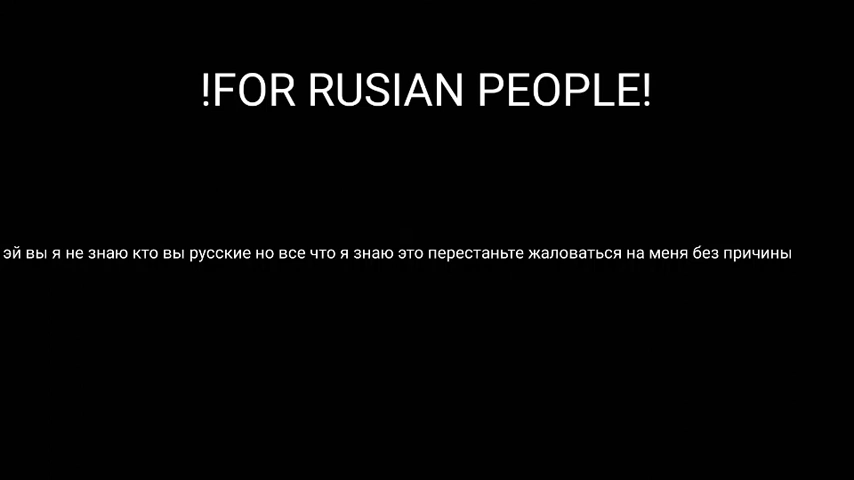 !FOR RUSIAN PEOPLE!
эй вы я не знаю кто вы русские но все что я знаю это перестаньте жаловаться на меня без причины